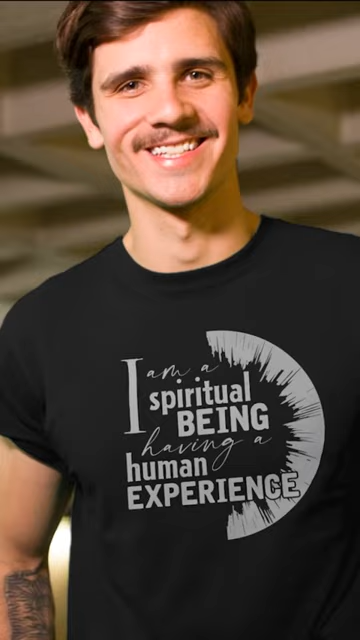 I am a
spiritual
BEING
having a
human
EXPERIENCE